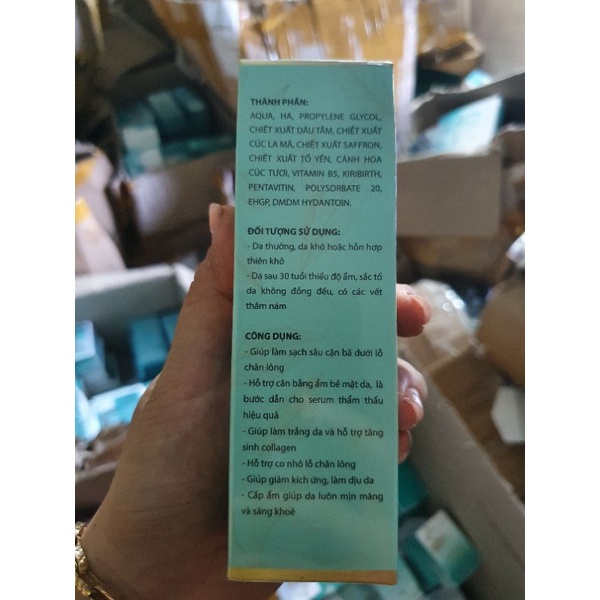 THÀNH PHẦN:
AQUA, HA, PROPYLENE GLYCOL,
CHIẾT XUẤT DÂU TẰM, CHIẾT XUẤT
CÚC LA MÃ, CHIẾT XUẤT SAFFRON,
CHIẾT XUẤT TỔ YẾN, CÁNH HOA
CÚC TƯƠI, VITAMIN B5, KIRIBIRTH,
PENTAVITIN, POLYSORBATE 20,
EHGP, DMDM HYDANTOIN.
ĐỐI TƯỢNG SỬ DỤNG:
- Da thường, da khô hoặc hỗn hợp
thiên khô
- Da sau 30 tuổi thiếu độ ẩm, sắc tố
da không đồng đều, có các vết
thâm nám
CÔNG DỤNG:
- Giúp làm sạch sâu cặn bã dưới lỗ
chân lông
- Hỗ trợ cân bằng ẩm bề mặt da, là
bước dẫn cho serum thẩm thấu
hiệu quả
- Giúp làm trắng da và hỗ trợ tăng
sinh collagen
- Hỗ trợ co nhỏ lỗ chân lông
- Giúp giảm kích ứng, làm dịu da
- Cấp ẩm giúp da luôn mịn màng
và sáng khoẻ